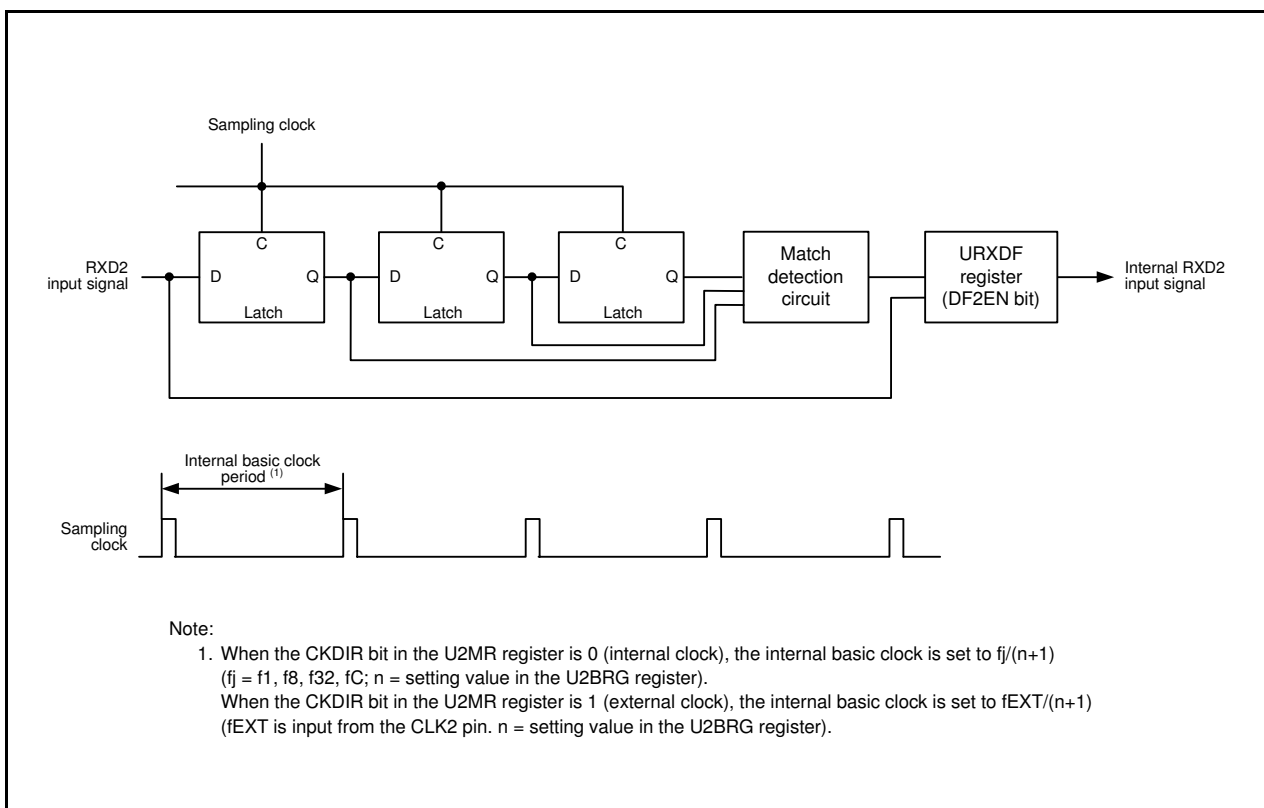 Sampling clock
C
C
C
RXD2
input signal
D
Q
Latch
D
Q
Latch
D
Q
Latch
Match
detection
circuit
URXDF
register
(DF2EN bit)
Internal RXD2
input signal
Internal basic clock
period (1)
Sampling
clock
Note:
1. When the CKDIR bit in the U2MR register is 0 (internal clock), the internal basic clock is set to fj/(n+1)
(fj = f1, f8, f32, fC; n = setting value in the U2BRG register).
When the CKDIR bit in the U2MR register is 1 (external clock), the internal basic clock is set to fEXT/(n+1)
(fEXT is input from the CLK2 pin. n = setting value in the U2BRG register).